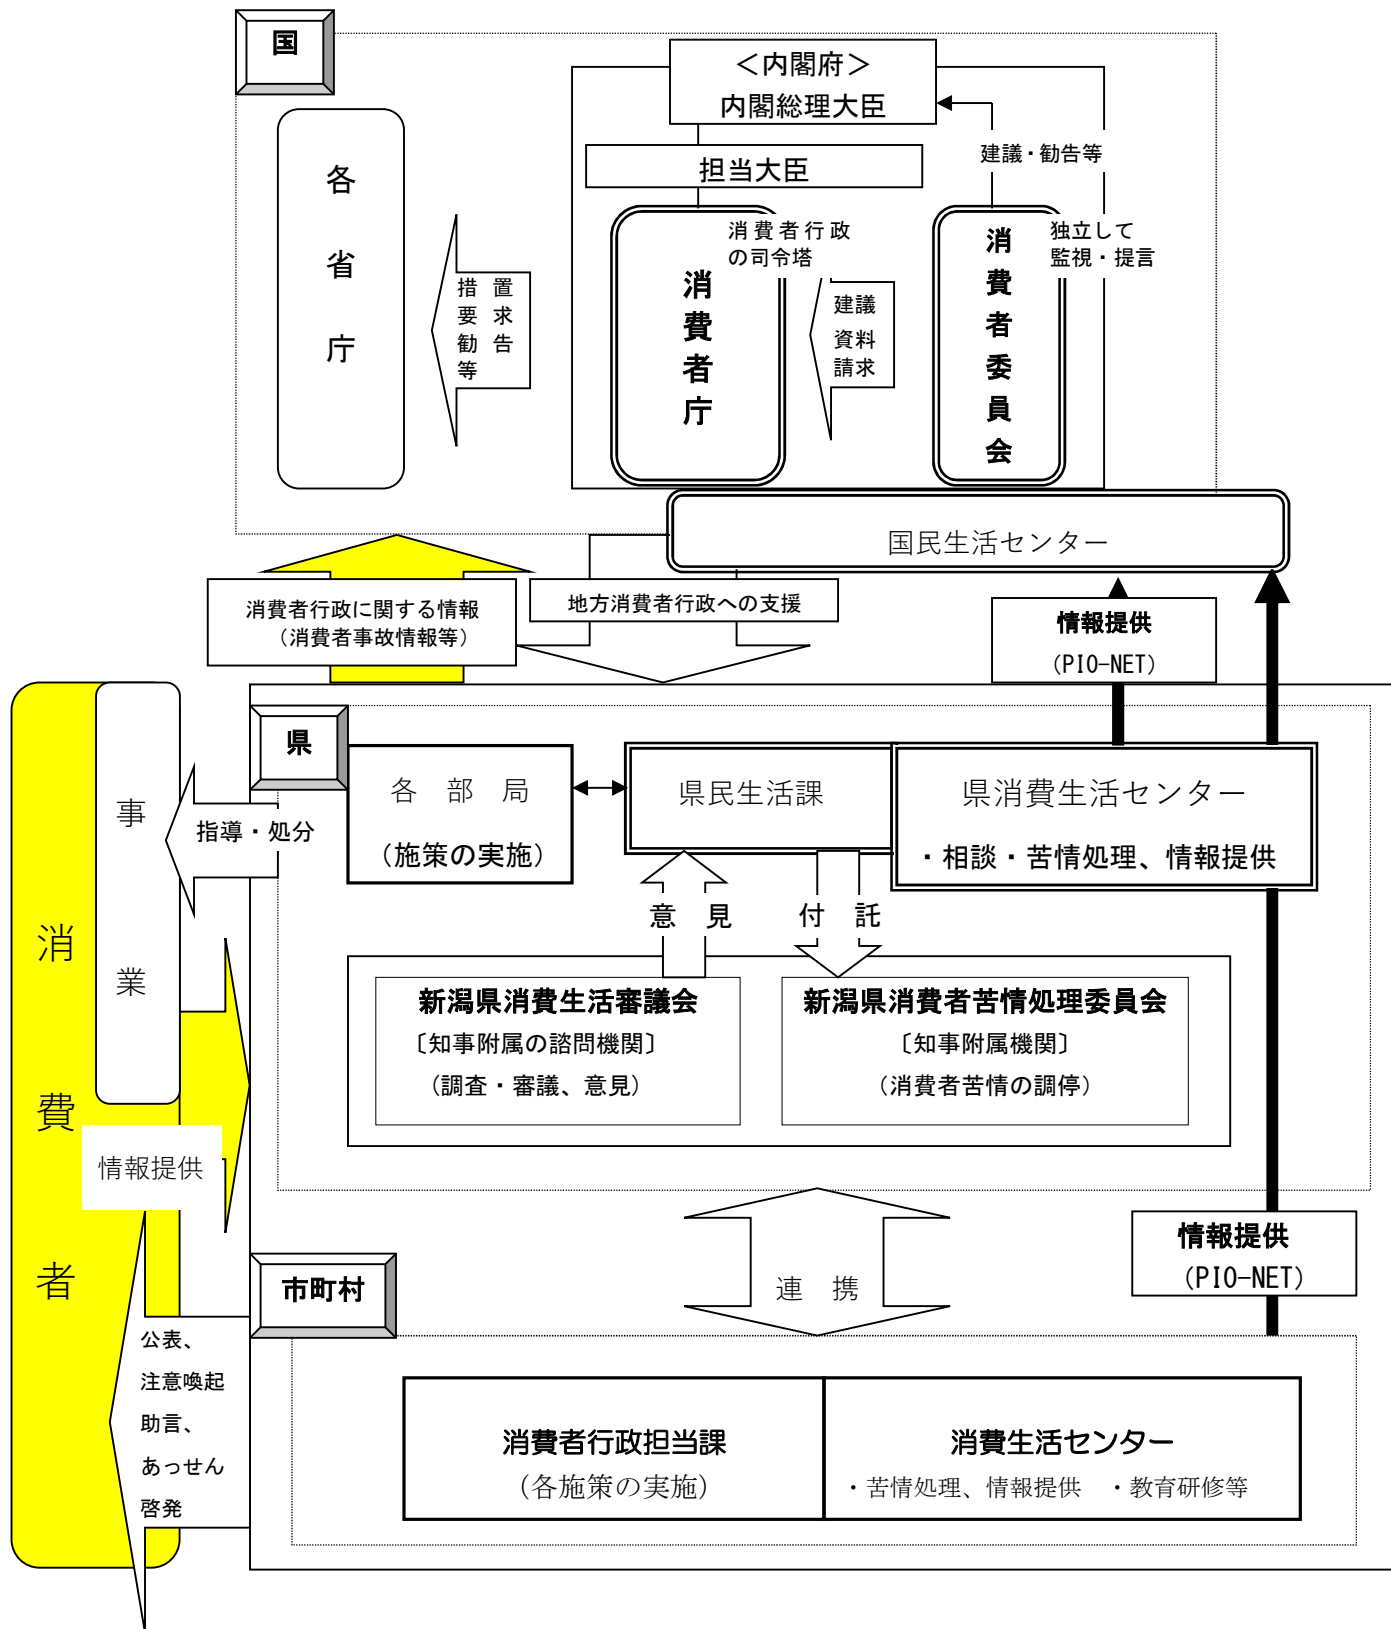 国
＜内閣府＞
内閣総理大臣
担当大臣
建議・勧告等
各省庁
措置
要求
勧告
等
消費者庁
消費者行政
の司令塔
建議
資料
請求
消費者委員会
独立して
監視・提言
国民生活センター
消費者行政に関する情報
（消費者事故情報等）
地方消費者行政への支援
情報提供
（PIO-NET）
県
各　部　局
（施策の実施）
県民生活課
県消費生活センター
・相談・苦情処理、情報提供
事業
指導・処分
意　見
付　託
新潟県消費生活審議会
〔知事附属の諮問機関〕
（調査・審議、意見）
新潟県消費者苦情処理委員会
〔知事附属機関〕
（消費者苦情の調停）
消費者
情報提供
連　携
情報提供
（PIO-NET）
市町村
公表、
注意喚起
助言、
あっせん
啓発
消費者行政担当課
（各施策の実施）
消費生活センター
・苦情処理、情報提供　・教育研修等